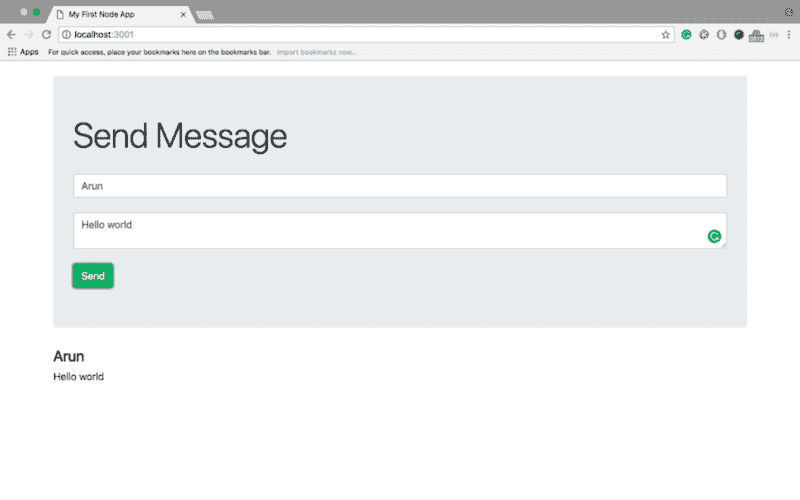 My First Node App
localhost:3001
Apps For quick access, place your bookmarks here on the bookmarks bar. Import bookmarks now...
Send Message
Arun
Hello world
Send
Arun
Hello world